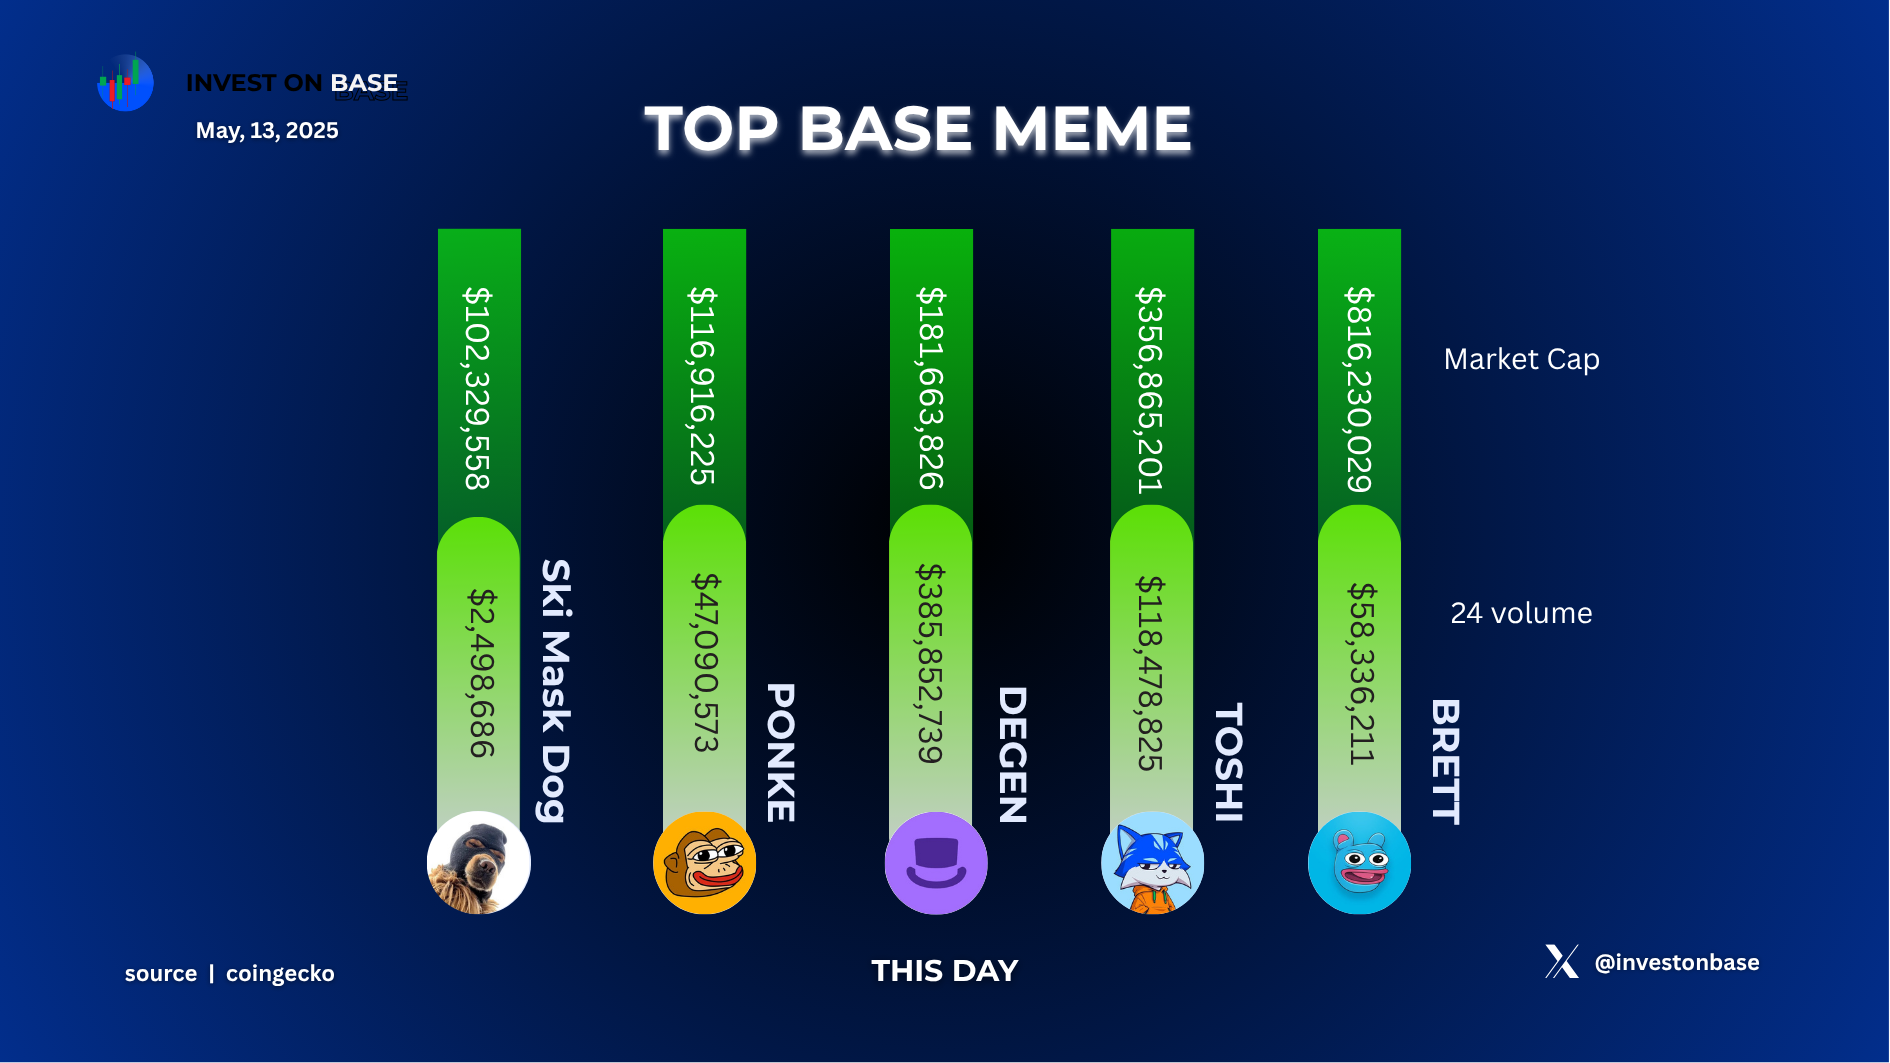 INVEST ON BASE
May, 13, 2025
TOP BASE MEME
$102,329,558
$116,916,225
$181,663,826
$356,865,201
$816,230,029
Market Cap
$2,498,686
$47,090,573
$385,852,739
$118,478,825
$58,336,211
24 volume
Ski Mask Dog
PONKE
DEGEN
TOSHI
BRETT
source | coingecko
THIS DAY
@investonbase